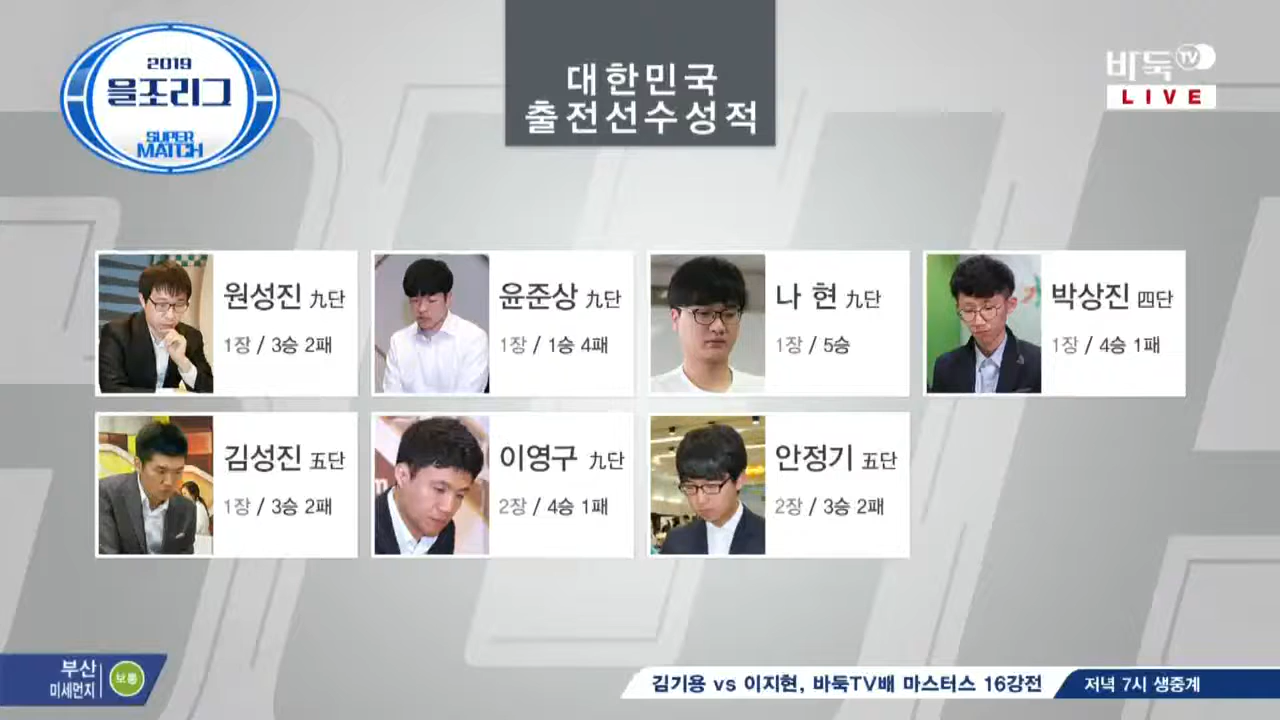 2019
을조리그
SUPER
MATCH
대한민국
출전선수성적
바둑TV
LIVE
원성진 九단
1장 / 3승 2패
윤준상 九단
1장 / 1승 4패
나 현 九단
1장 / 5승
박상진 四단
1장 / 4승 1패
김성진 五단
1장 / 3승 2패
이영구 九단
2장 / 4승 1패
안정기 五단
2장 / 3승 2패
부산
미세먼지
보통
김기용 vs 이지현, 바둑TV배 마스터스 16강전
저녁 7시 생중계